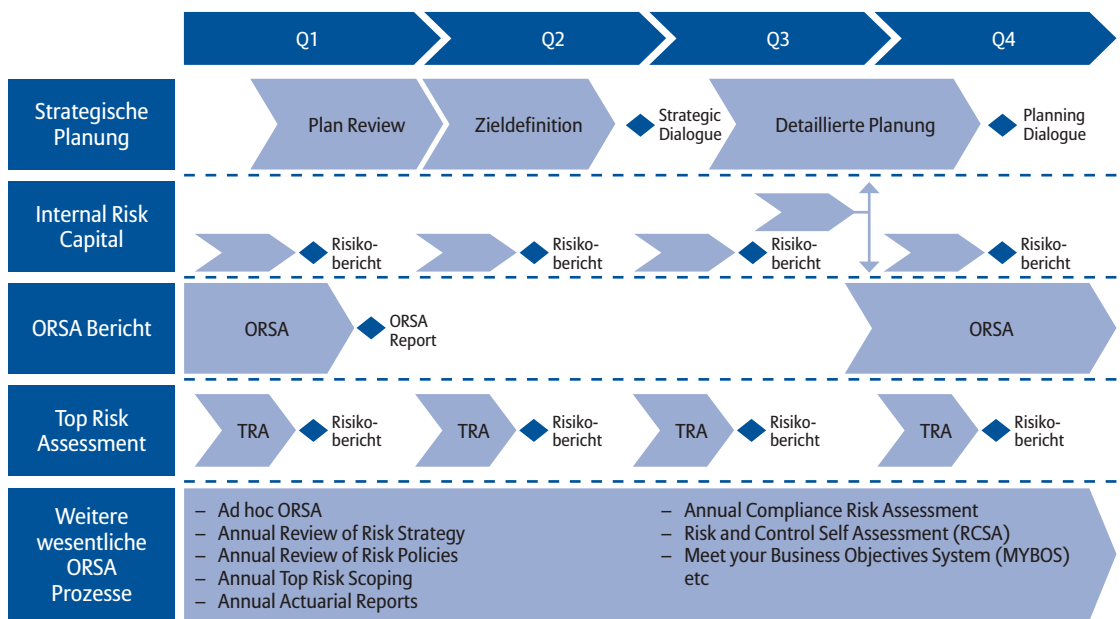 Q1
Q2
Q3
Q4
Strategische
Planung
Plan Review
Zieldefinition
Strategic
Dialogue
Detaillierte Planung
Planning
Dialogue
Internal Risk
Capital
Risiko-
bericht
Risiko-
bericht
Risiko-
bericht
Risiko-
bericht
ORSA Bericht
ORSA
ORSA
Report
ORSA
Top Risk
Assessment
TRA
Risiko-
bericht
TRA
Risiko-
bericht
TRA
Risiko-
bericht
TRA
Risiko-
bericht
Weitere
wesentliche
ORSA
Prozesse
– Ad hoc ORSA
– Annual Review of Risk Strategy
– Annual Review of Risk Policies
– Annual Top Risk Scoping
– Annual Actuarial Reports
– Annual Compliance Risk Assessment
– Risk and Control Self Assessment (RCSA)
– Meet your Business Objectives System (MYBOS)
etc